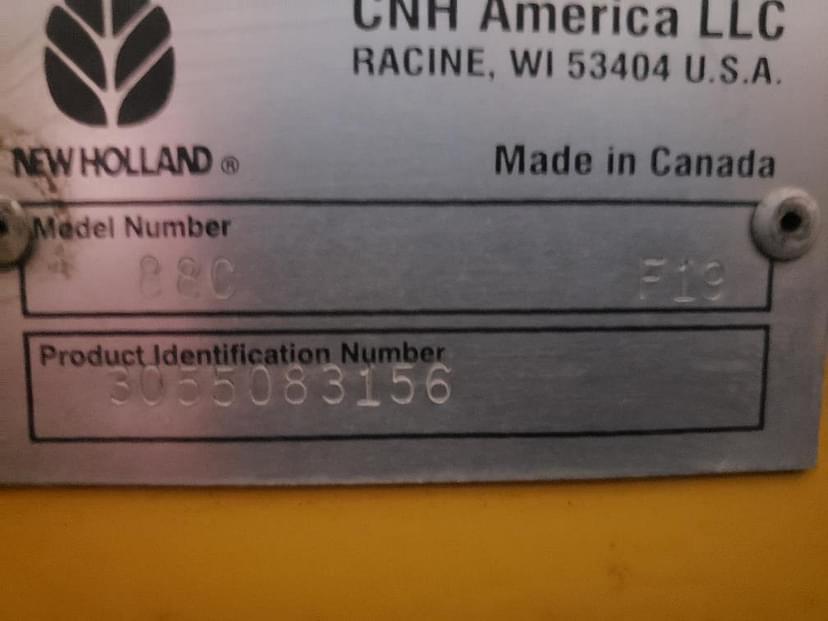 CNH America LLC
RACINE, WI 53404 U.S.A.
NEW HOLLAND ®
Made in Canada
Model Number
88C F19
Product Identification Number
3055083156